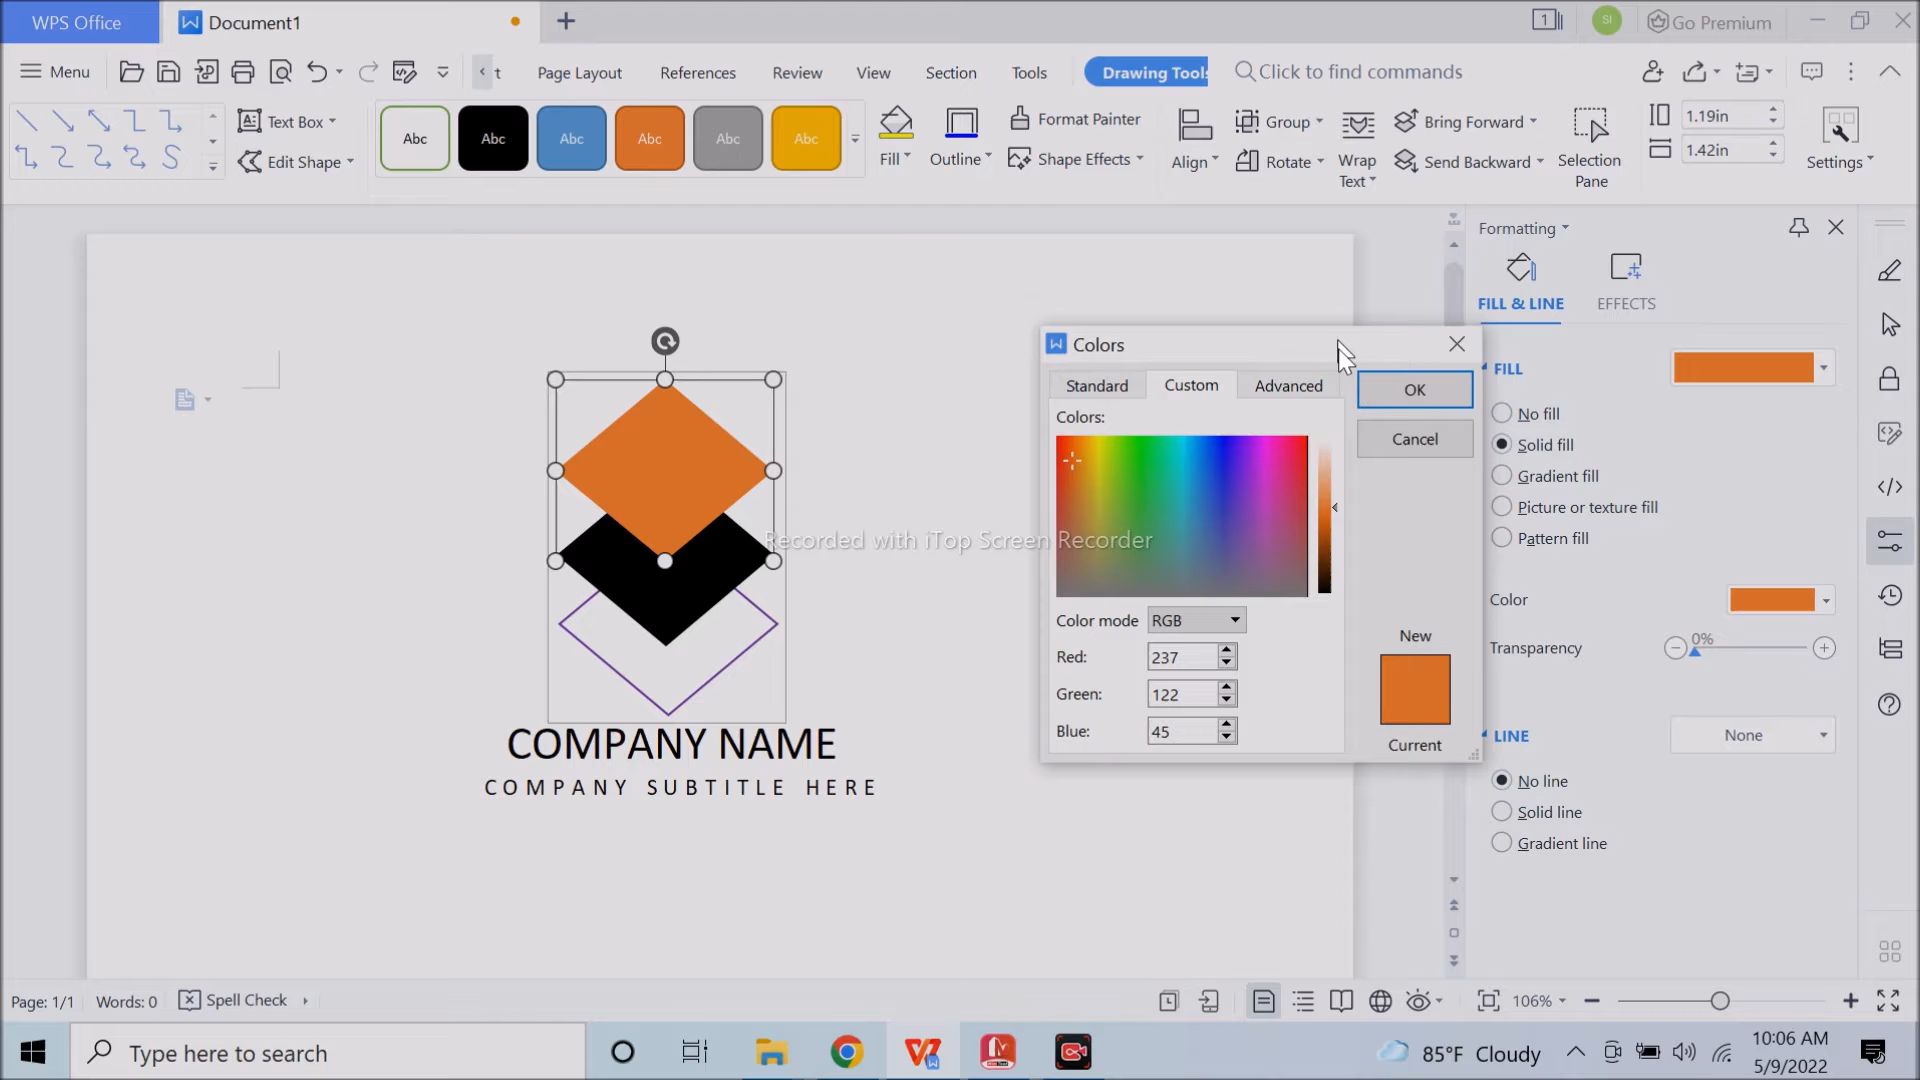 WPS Office
Document1
1
SI
Go Premium
Menu
t
Page Layout
References
Review
View
Section
Tools
Drawing Tools
Click to find commands
Text Box
Edit Shape
Abc
Abc
Abc
Abc
Abc
Abc
Fill
Outline
Format Painter
Shape Effects
Align
Group
Rotate
Wrap
Text
Bring Forward
Send Backward
Selection
Pane
1.19in
1.42in
Settings
Formatting
FILL & LINE
EFFECTS
FILL
No fill
Solid fill
Gradient fill
Picture or texture fill
Pattern fill
Color
Transparency
0%
LINE
None
No line
Solid line
Gradient line
Colors
Standard
Custom
Advanced
OK
Cancel
Colors:
Color mode
RGB
Red:
237
Green:
122
Blue:
45
New
Current
Recorded with iTop Screen Recorder
COMPANY NAME
COMPANY SUBTITLE HERE
Page: 1/1
Words: 0
Spell Check
106%
Type here to search
85°F Cloudy
10:06 AM
5/9/2022